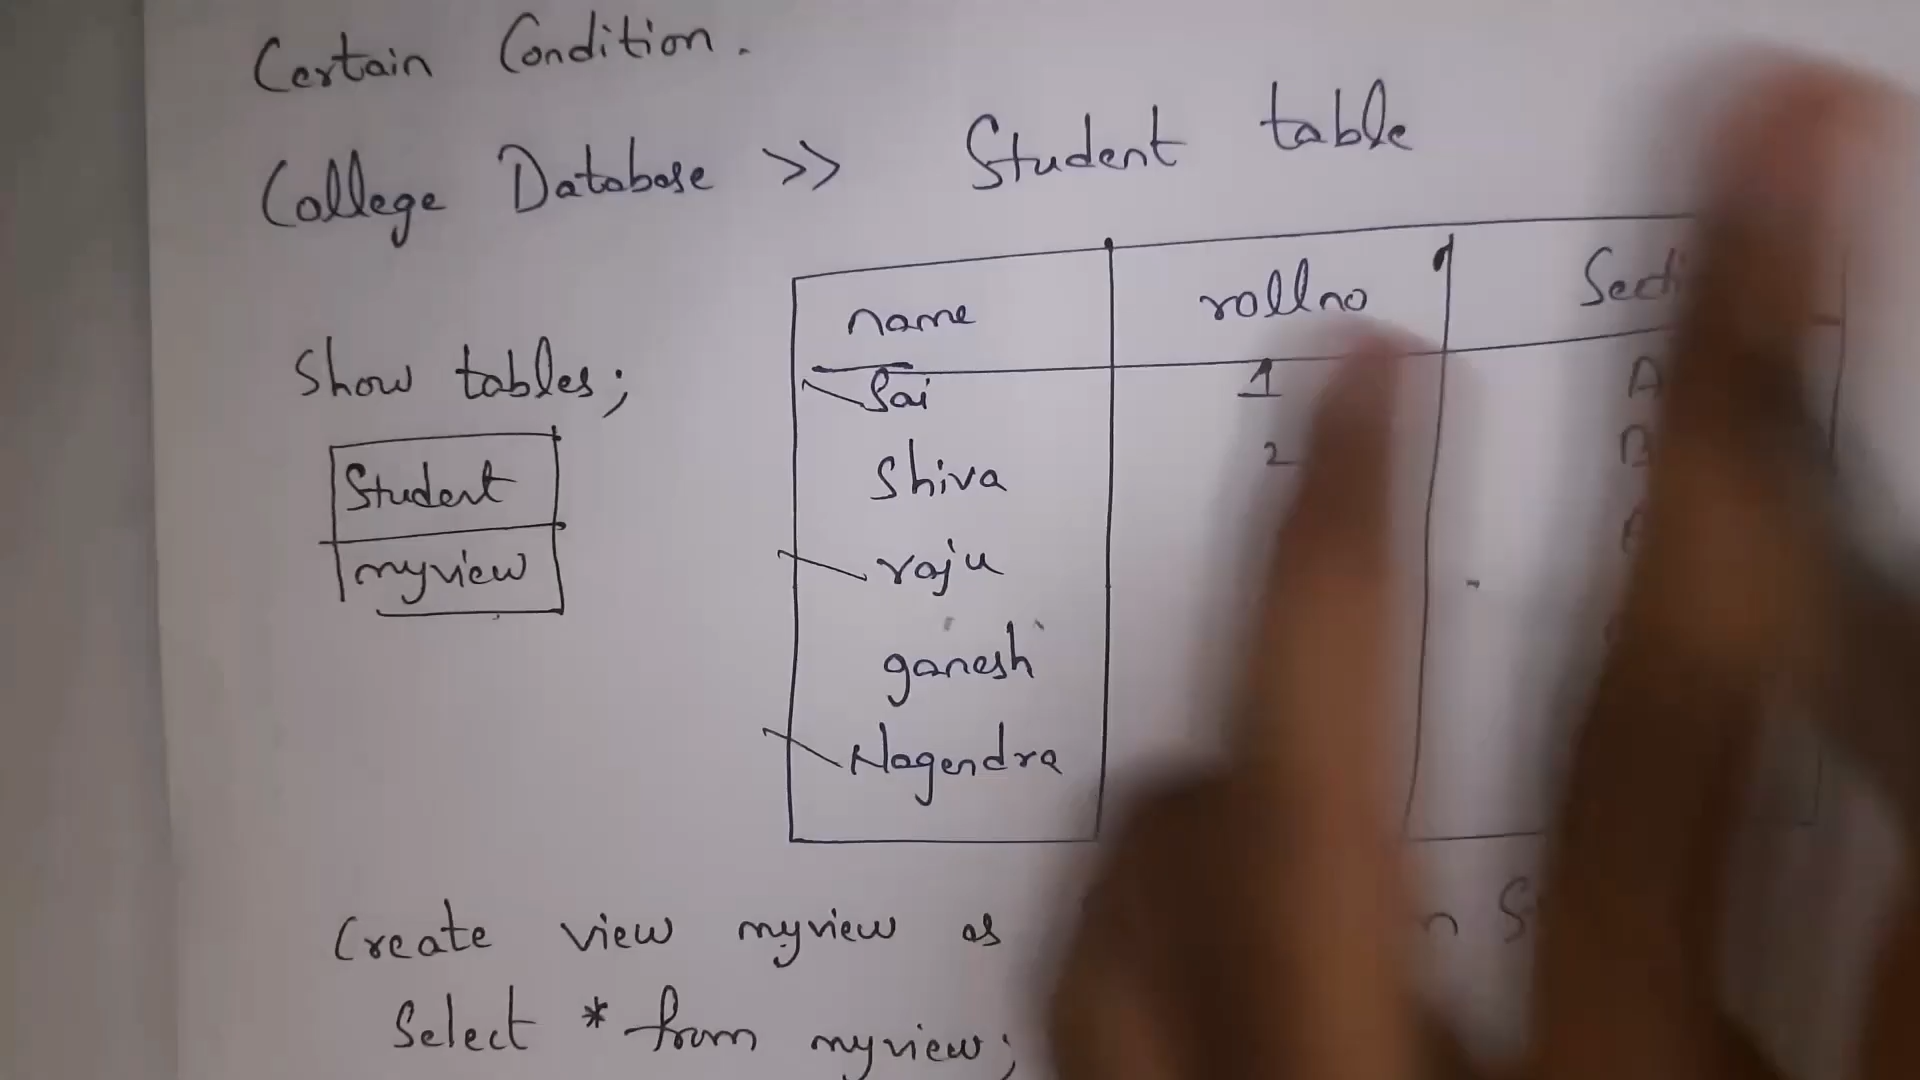 Certain Condition.
College Database >> Student table
name rollno
Show tables;
Sai 1 A
Student
Shiva 2 B
myview
raju
ganesh
Nagendra
Create view myview as
Select * from myview;